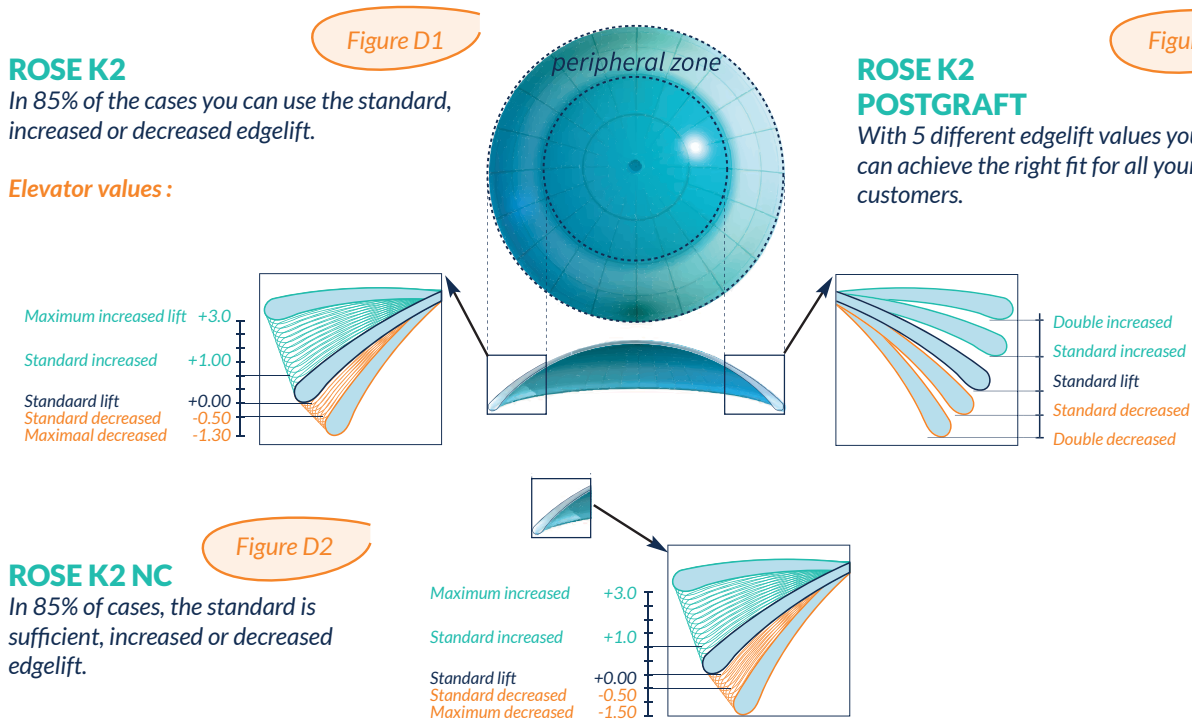 Figure D1
ROSE K2
In 85% of the cases you can use the standard,
increased or decreased edgelift.
Elevator values :
peripheral zone
Figur
ROSE K2
POSTGRAFT
With 5 different edgelift values you
can achieve the right fit for all your
customers.
Maximum increased lift +3.0
Standard increased +1.00
Standaard lift +0.00
Standard decreased -0.50
Maximaal decreased -1.30
Double increased
Standard increased
Standard lift
Standard decreased
Double decreased
Figure D2
ROSE K2 NC
In 85% of cases, the standard is
sufficient, increased or decreased
edgelift.
Maximum increased +3.0
Standard increased +1.0
Standard lift +0.00
Standard decreased -0.50
Maximum decreased -1.50